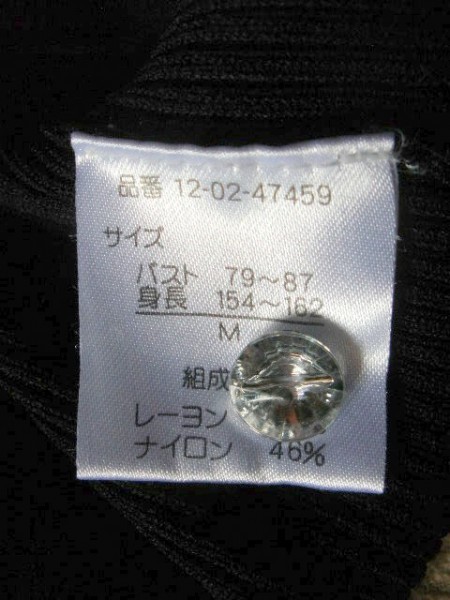 品番 12-02-47459
サイズ
バスト 79～87
身長 154～162
M
組成
レーヨン
ナイロン 46%